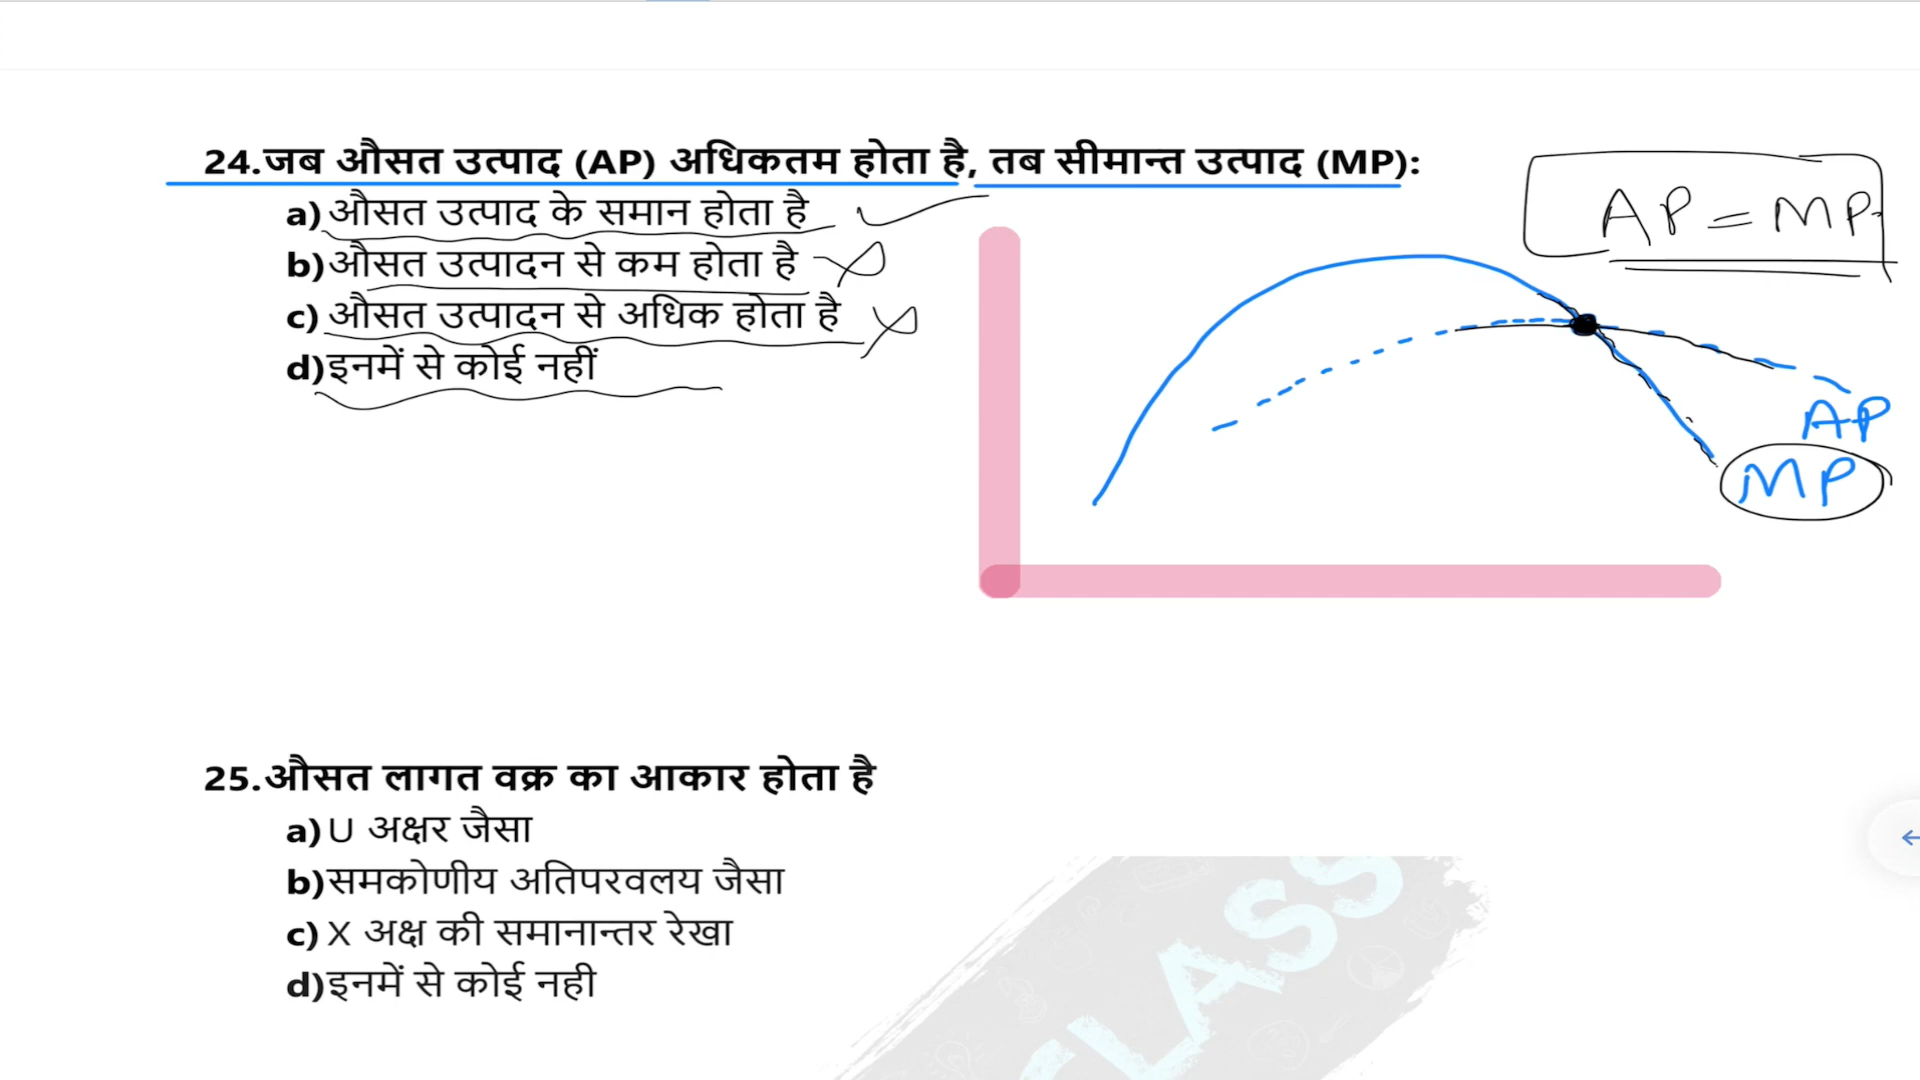 24.जब औसत उत्पाद (AP) अधिकतम होता है, तब सीमान्त उत्पाद (MP):
a) औसत उत्पाद के समान होता है
b) औसत उत्पादन से कम होता है
c) औसत उत्पादन से अधिक होता है
d) इनमें से कोई नहीं
AP = MP
AP
MP
25.औसत लागत वक्र का आकार होता है
a) U अक्षर जैसा
b) समकोणीय अतिपरवलय जैसा
c) X अक्ष की समानान्तर रेखा
d) इनमें से कोई नही
CLASS